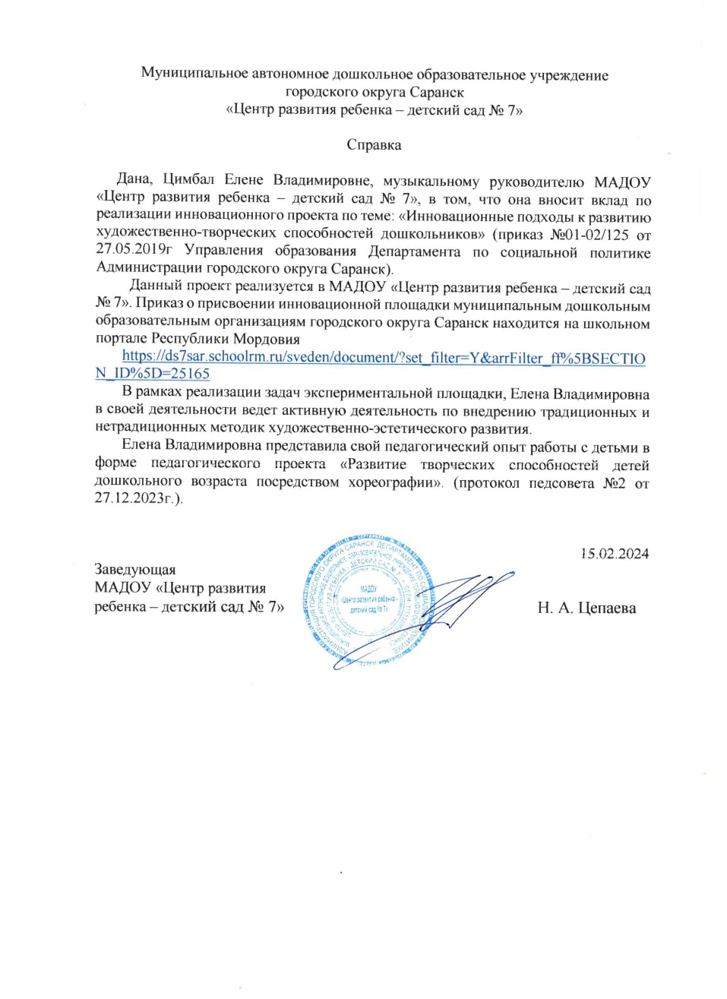 Муниципальное автономное дошкольное образовательное учреждение
городского округа Саранск
«Центр развития ребенка – детский сад № 7»
Справка
Дана, Цимбал Елене Владимировне, музыкальному руководителю МАДОУ
«Центр развития ребенка – детский сад № 7», в том, что она вносит вклад по
реализации инновационного проекта по теме: «Инновационные подходы к развитию
художественно-творческих способностей дошкольников» (приказ №01-02/125 от
27.05.2019г Управления образования Департамента по социальной политике
Администрации городского округа Саранск).
Данный проект реализуется в МАДОУ «Центр развития ребенка – детский сад
№ 7». Приказ о присвоении инновационной площадки муниципальным дошкольным
образовательным организациям городского округа Саранск находится на школьном
портале Республики Мордовия
https://ds7sar.schoolrm.ru/sveden/document/?set_filter=Y&arrFilter_ff%5BSECTIO
N_ID%5D=25165
В рамках реализации задач экспериментальной площадки, Елена Владимировна
в своей деятельности ведет активную деятельность по внедрению традиционных и
нетрадиционных методик художественно-эстетического развития.
Елена Владимировна представила свой педагогический опыт работы с детьми в
форме педагогического проекта «Развитие творческих способностей детей
дошкольного возраста посредством хореографии». (протокол педсовета №2 от
27.12.2023г.).
15.02.2024
Заведующая
МАДОУ «Центр развития
ребенка – детский сад № 7»
Н. А. Цепаева
МАДОУ
«Центр развития ребенка -
детский сад № 7»